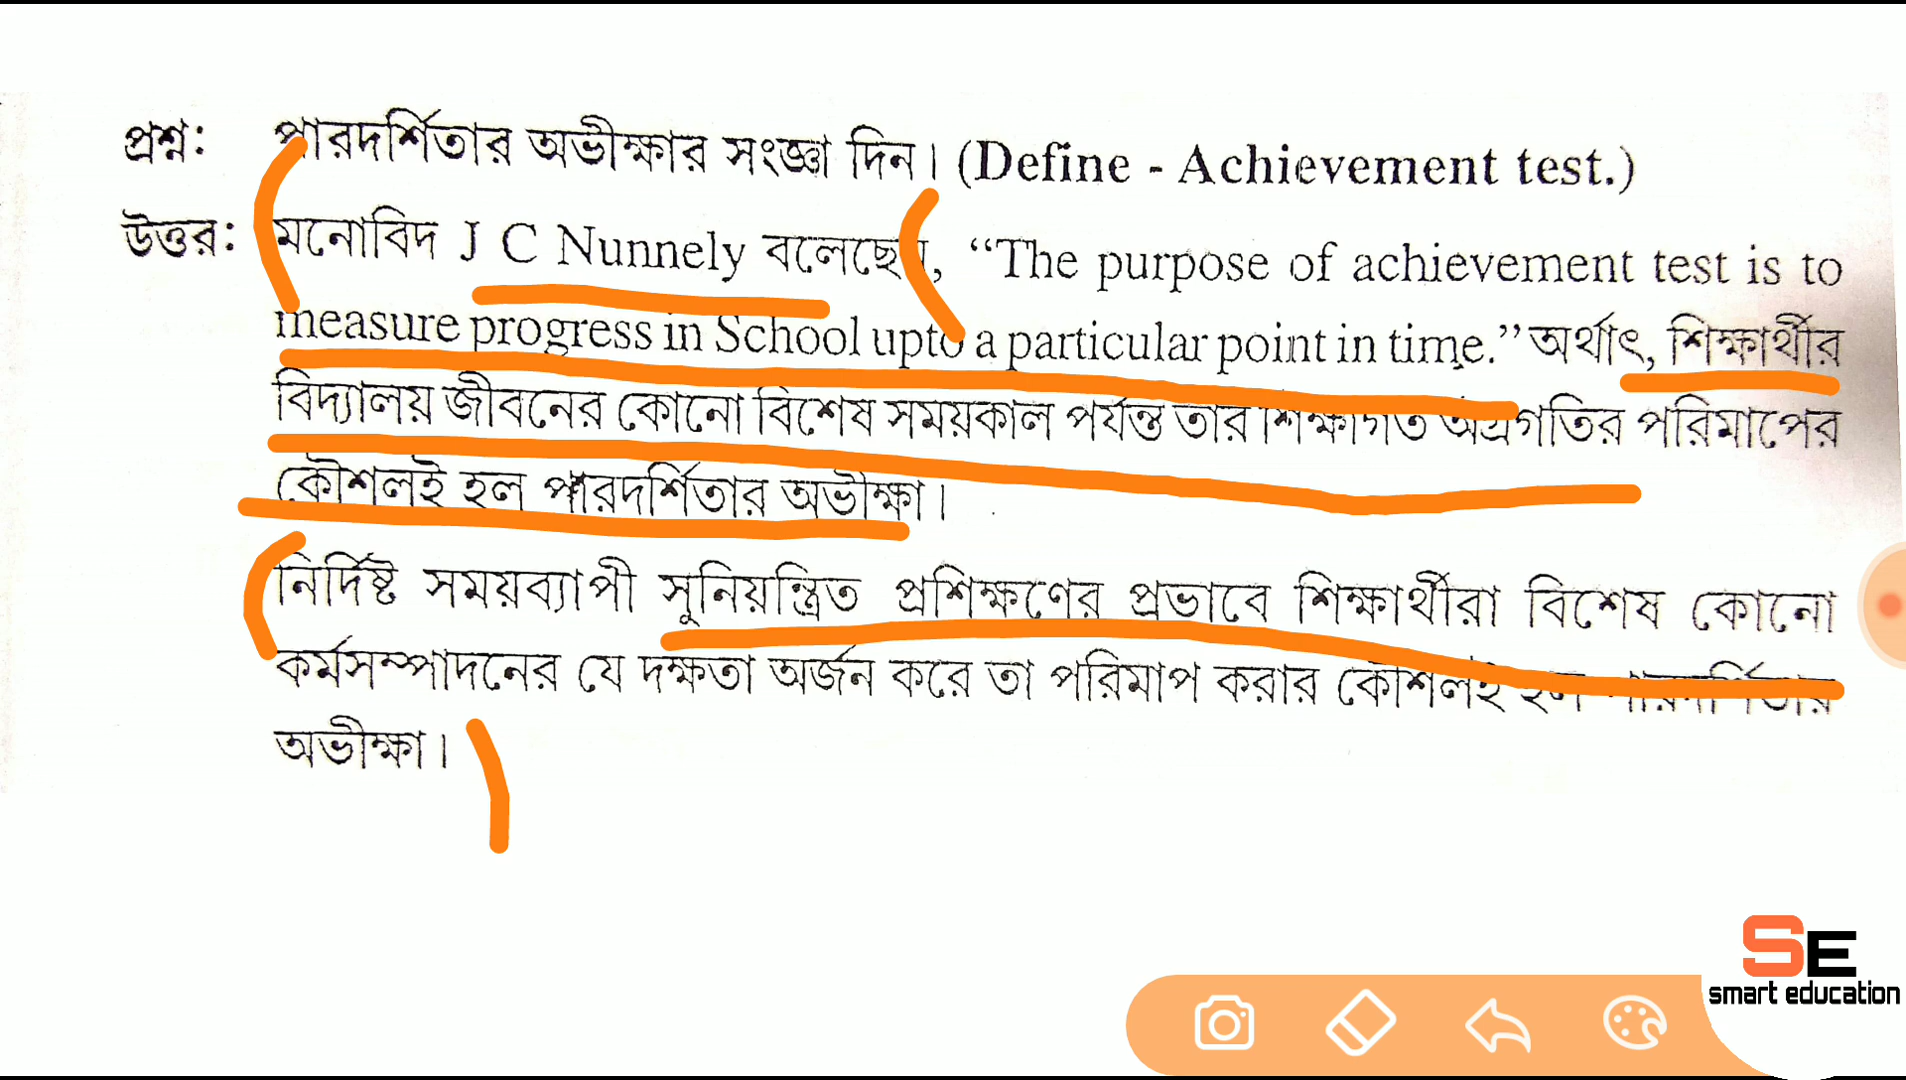 প্রশ্ন: পারদর্শিতার অভীক্ষার সংজ্ঞা দিন। (Define - Achievement test.)
উত্তর: মনোবিদ J C Nunnely বলেছেন, “The purpose of achievement test is to
measure progress in School upto a particular point in time.” অর্থাৎ, শিক্ষার্থীর
বিদ্যালয় জীবনের কোনো বিশেষ সময়কাল পর্যন্ত তার শিক্ষাগত অগ্রগতির পরিমাপের
কৌশলই হল পারদর্শিতার অভীক্ষা।
নির্দিষ্ট সময়ব্যাপী সুনিয়ন্ত্রিত প্রশিক্ষণের প্রভাবে শিক্ষার্থীরা বিশেষ কোনো
কর্মসম্পাদনের যে দক্ষতা অর্জন করে তা পরিমাপ করার কৌশলই হল পারদর্শিতার
অভীক্ষা।
SE
smart education